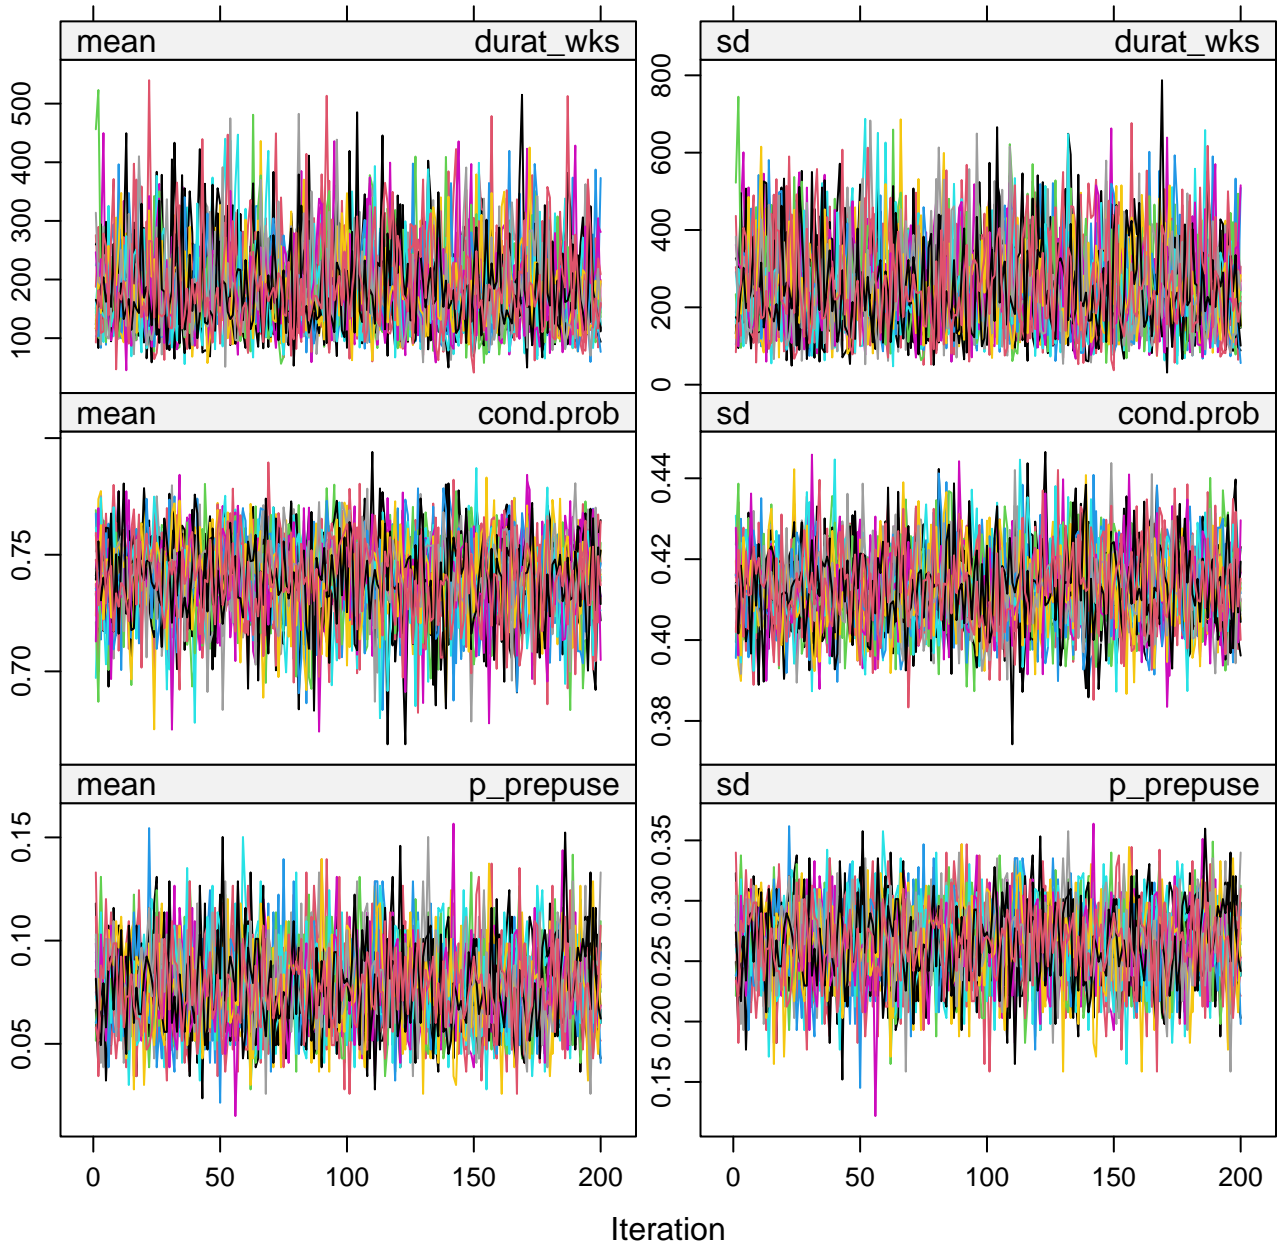 mean durat_wks sd durat_wks
100 200 300 400 500
0 200 400 600 800
mean cond.prob sd cond.prob
0.70 0.75
0.38 0.40 0.42 0.44
mean p_prepuse sd p_prepuse
0.05 0.10 0.15
0.15 0.20 0.25 0.30 0.35
0 50 100 150 200 0 50 100 150 200
Iteration